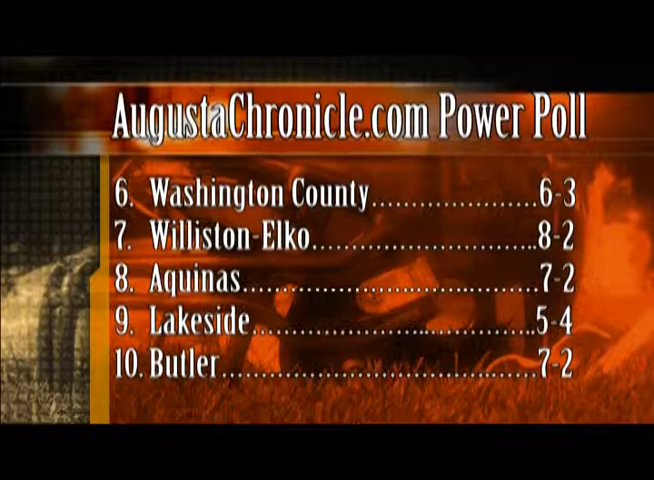 AugustaChronicle.com Power Poll
6. Washington County....................6-3
7. Williston-Elko...........................8-2
8. Aquinas...................................7-2
9. Lakeside..................................5-4
10. Butler.....................................7-2